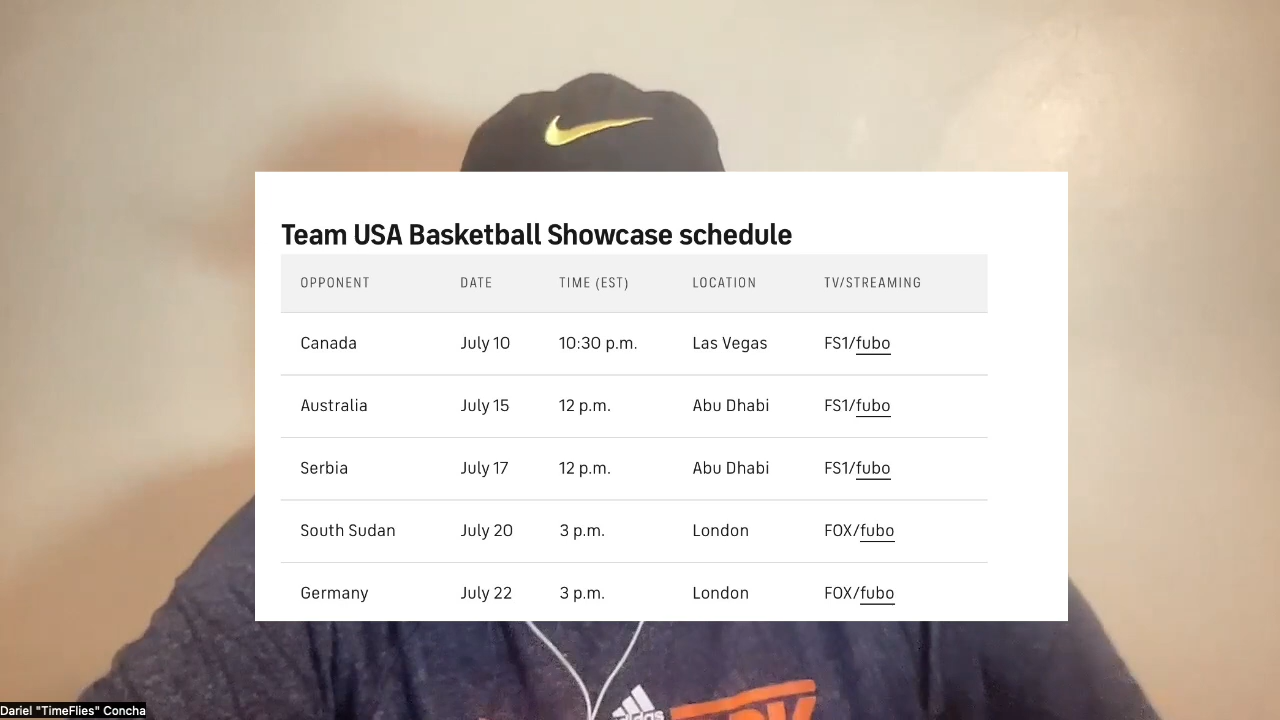 Team USA Basketball Showcase schedule
OPPONENT DATE TIME (EST) LOCATION TV/STREAMING
Canada July 10 10:30 p.m. Las Vegas FS1/fubo
Australia July 15 12 p.m. Abu Dhabi FS1/fubo
Serbia July 17 12 p.m. Abu Dhabi FS1/fubo
South Sudan July 20 3 p.m. London FOX/fubo
Germany July 22 3 p.m. London FOX/fubo
adidas
Dariel "TimeFlies" Concha